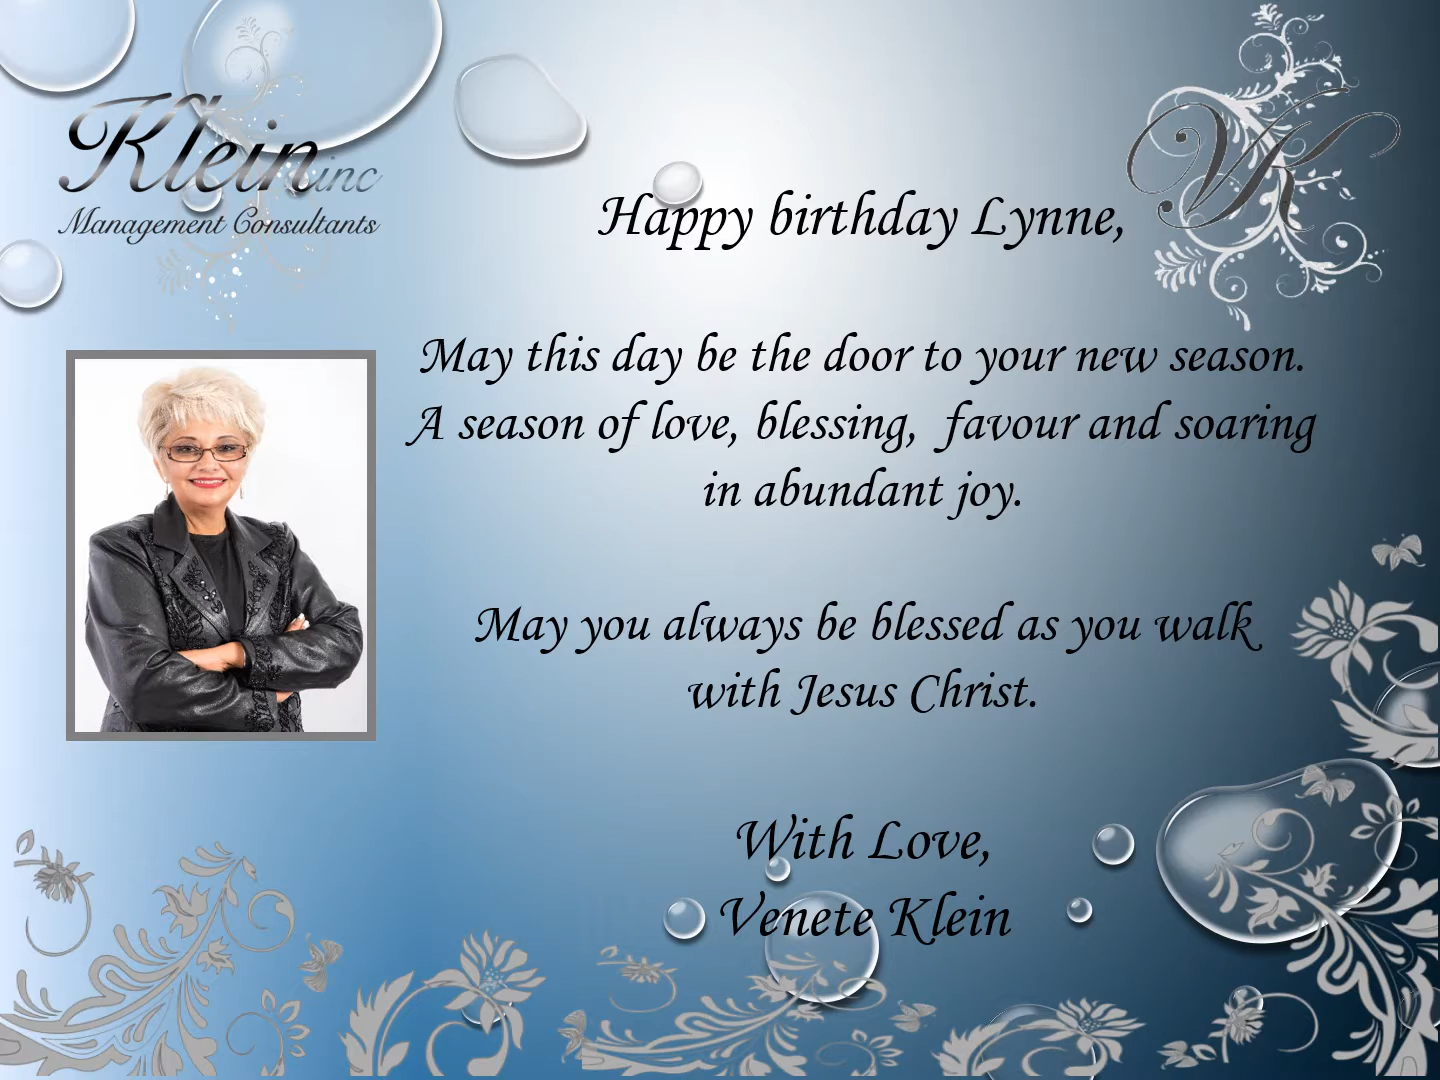 Klein inc
Management Consultants
VK
Happy birthday Lynne,
May this day be the door to your new season.
A season of love, blessing, favour and soaring
in abundant joy.
May you always be blessed as you walk
with Jesus Christ.
With Love,
Venete Klein